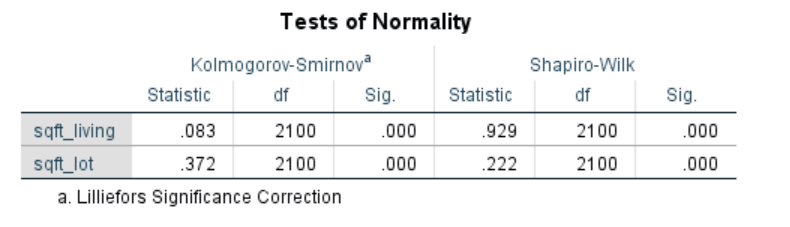 Tests of Normality
Kolmogorov-Smirnovª Shapiro-Wilk
Statistic df Sig. Statistic df Sig.
sqft_living .083 2100 .000 .929 2100 .000
sqft_lot .372 2100 .000 .222 2100 .000
a. Lilliefors Significance Correction